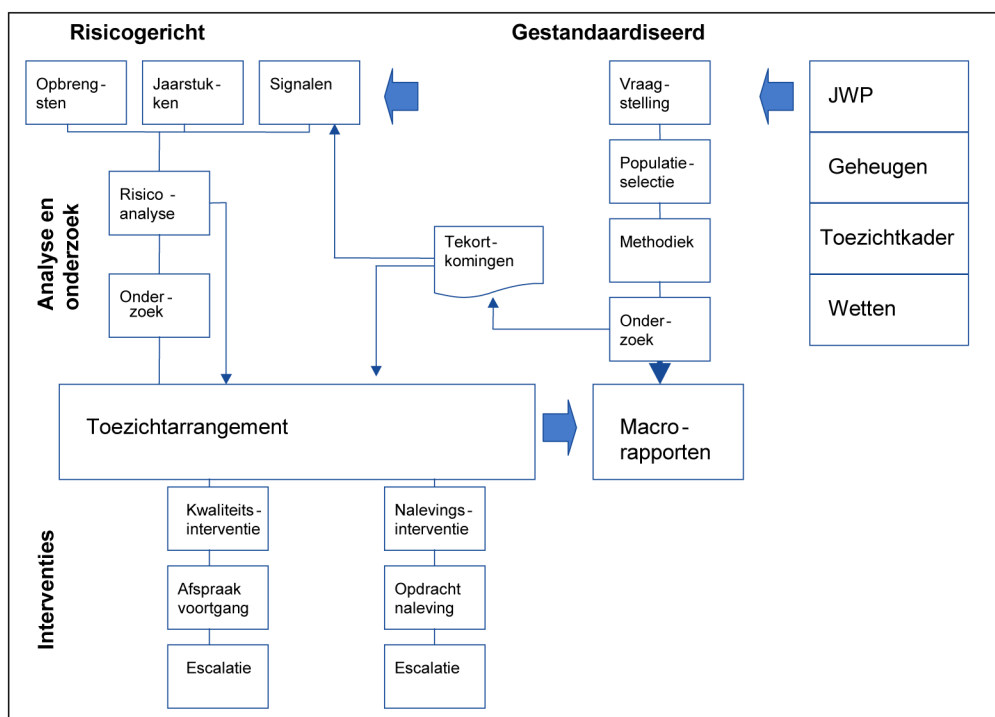 Risicogericht
Gestandaardiseerd
Opbreng-
sten
Jaarstuk-
ken
Signalen
Vraag-
stelling
JWP
Populatie-
selectie
Geheugen
Risico -
analyse
Analyse en
onderzoek
Tekort-
komingen
Methodiek
Toezichtkader
Onder -
zoek
Onder-
zoek
Wetten
Toezichtarrangement
Macro-
rapporten
Interventies
Kwaliteits-
interventie
Nalevings-
interventie
Afspraak
voortgang
Opdracht
naleving
Escalatie
Escalatie